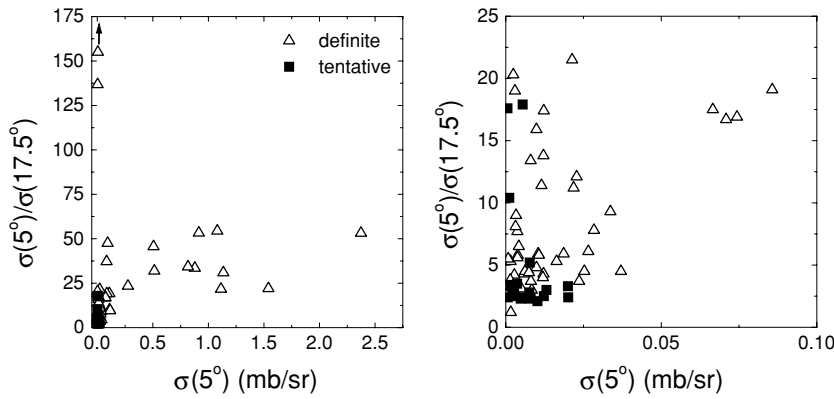 175
150
125
100
75
50
25
0
σ(5°)/σ(17.5°)
definite
tentative
0.0 0.5 1.0 1.5 2.0 2.5
σ(5°) (mb/sr)
25
20
15
10
5
0
σ(5°)/σ(17.5°)
0.00 0.05 0.10
σ(5°) (mb/sr)